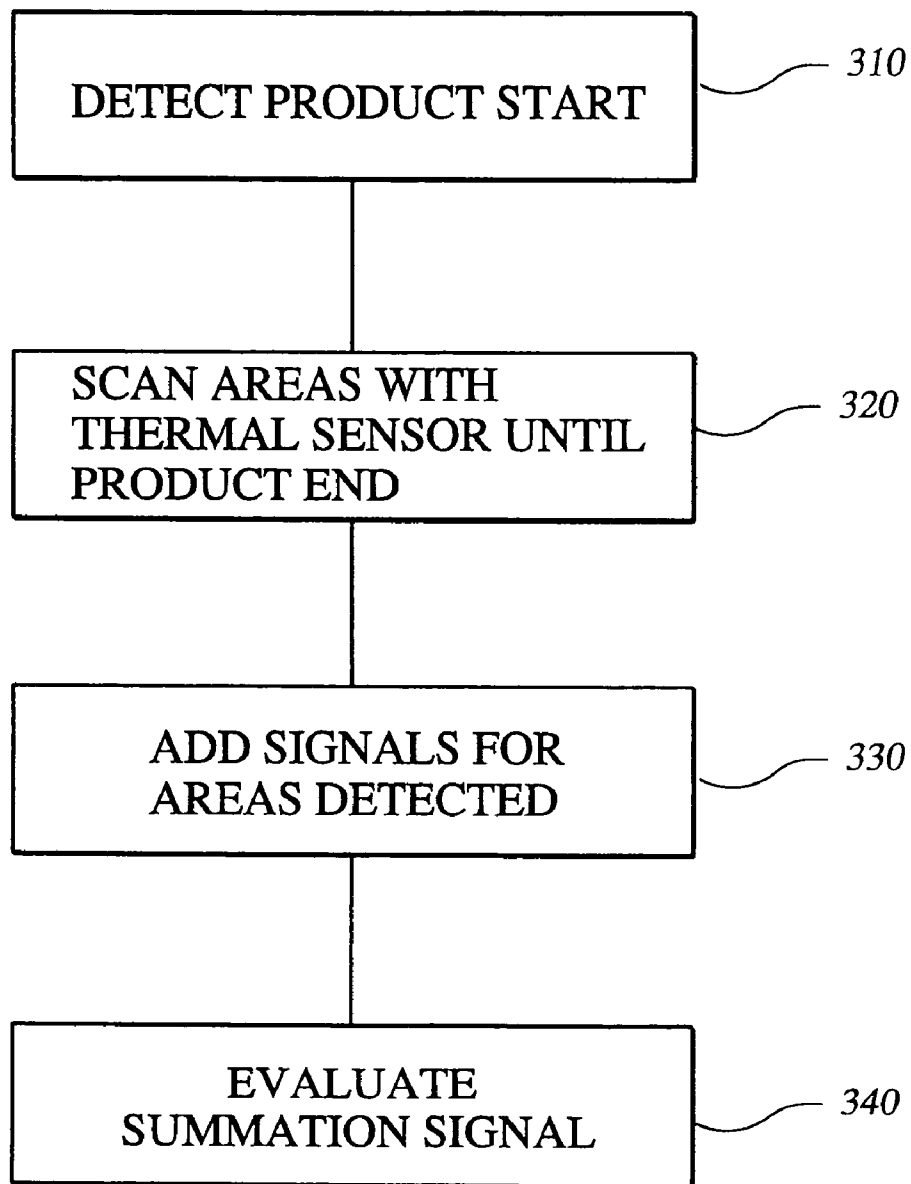 DETECT PRODUCT START
310
SCAN AREAS WITH
THERMAL SENSOR UNTIL
PRODUCT END
320
ADD SIGNALS FOR
AREAS DETECTED
330
EVALUATE
SUMMATION SIGNAL
340